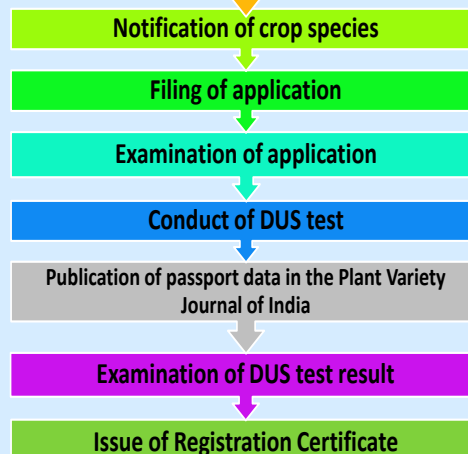 Notification of crop species
Filing of application
Examination of application
Conduct of DUS test
Publication of passport data in the Plant Variety
Journal of India
Examination of DUS test result
Issue of Registration Certificate